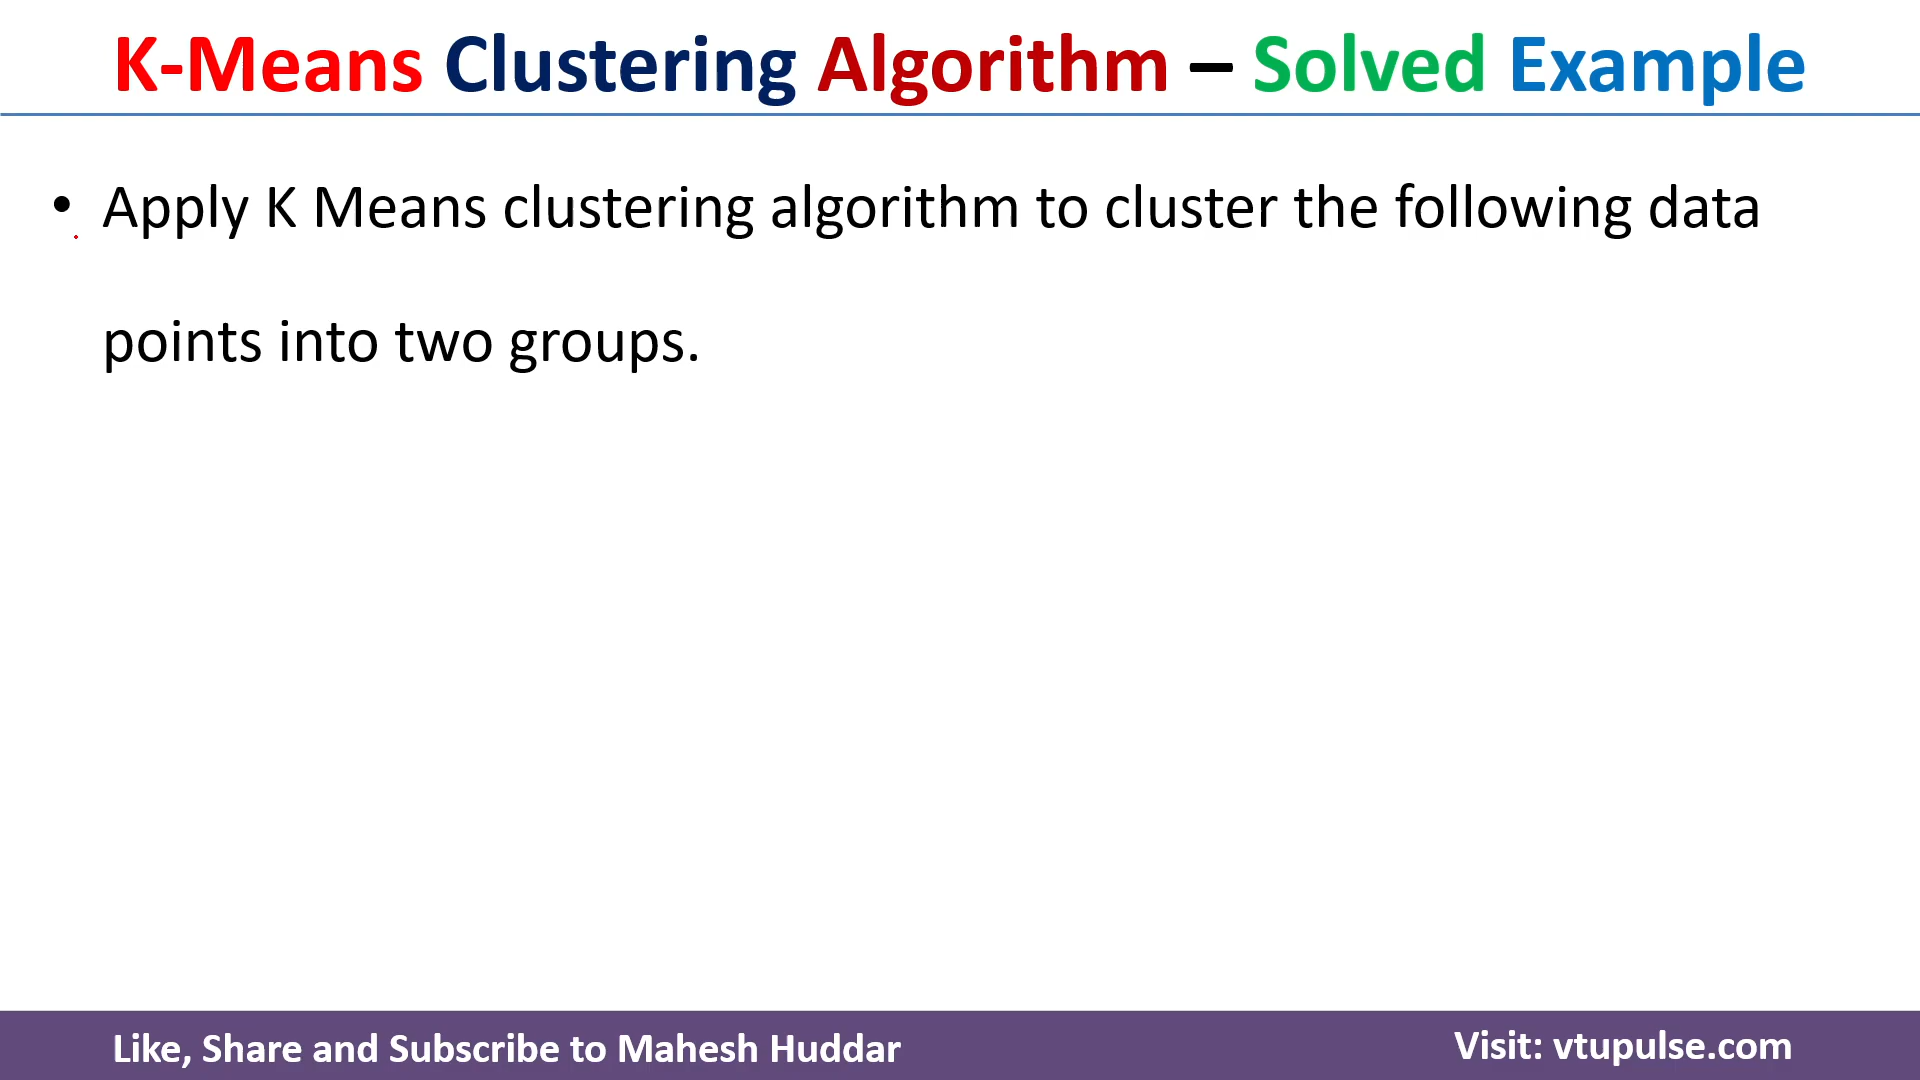 K-Means Clustering Algorithm – Solved Example
• Apply K Means clustering algorithm to cluster the following data
points into two groups.
Like, Share and Subscribe to Mahesh Huddar
Visit: vtupulse.com